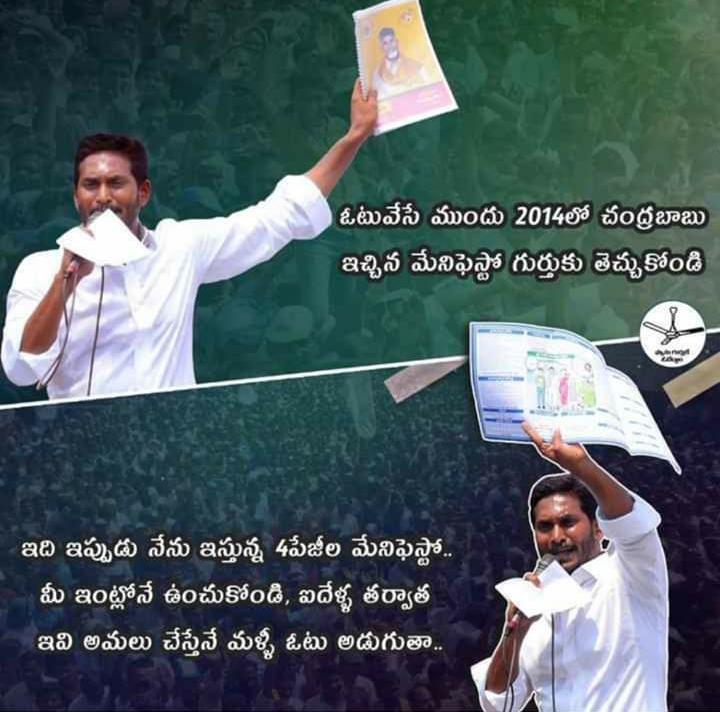 ఓటువేసే ముందు 2014లో చంద్రబాబు
ఇచ్చిన మేనిఫెస్టో గుర్తుకు తెచ్చుకోండి
ఇది ఇప్పుడు నేను ఇస్తున్న 4పేజీల మేనిఫెస్టో..
మీ ఇంట్లోనే ఉంచుకోండి, ఐదేళ్ళ తర్వాత
ఇవి అమలు చేస్తేనే మళ్ళీ ఓటు అడుగుతా..